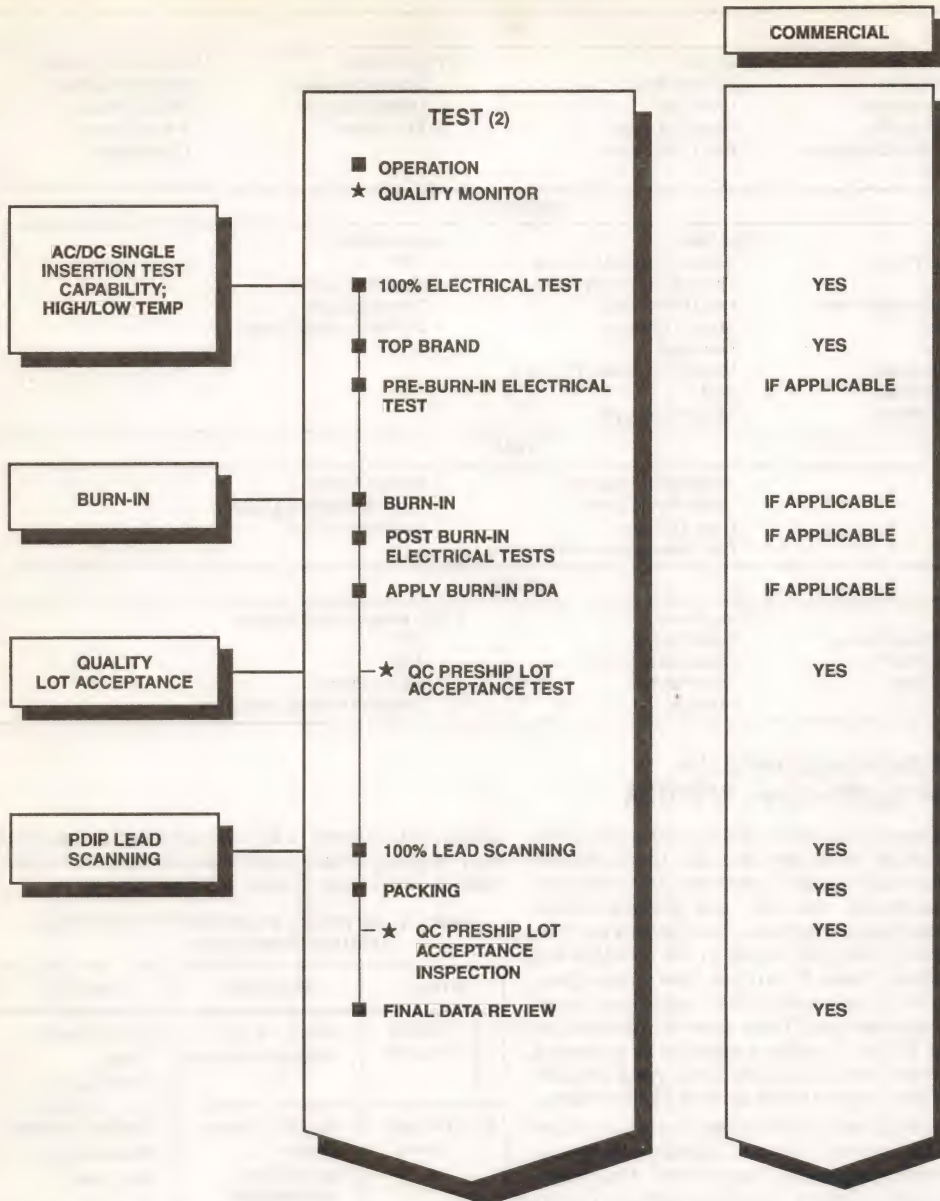 COMMERCIAL
TEST (2)
■ OPERATION
★ QUALITY MONITOR
AC/DC SINGLE
INSERTION TEST
CAPABILITY;
HIGH/LOW TEMP
■ 100% ELECTRICAL TEST
YES
■ TOP BRAND
YES
■ PRE-BURN-IN ELECTRICAL
TEST
IF APPLICABLE
BURN-IN
■ BURN-IN
IF APPLICABLE
■ POST BURN-IN
ELECTRICAL TESTS
IF APPLICABLE
■ APPLY BURN-IN PDA
IF APPLICABLE
QUALITY
LOT ACCEPTANCE
★ QC PRESHIP LOT
ACCEPTANCE TEST
YES
PDIP LEAD
SCANNING
■ 100% LEAD SCANNING
YES
■ PACKING
YES
★ QC PRESHIP LOT
ACCEPTANCE
INSPECTION
YES
■ FINAL DATA REVIEW
YES